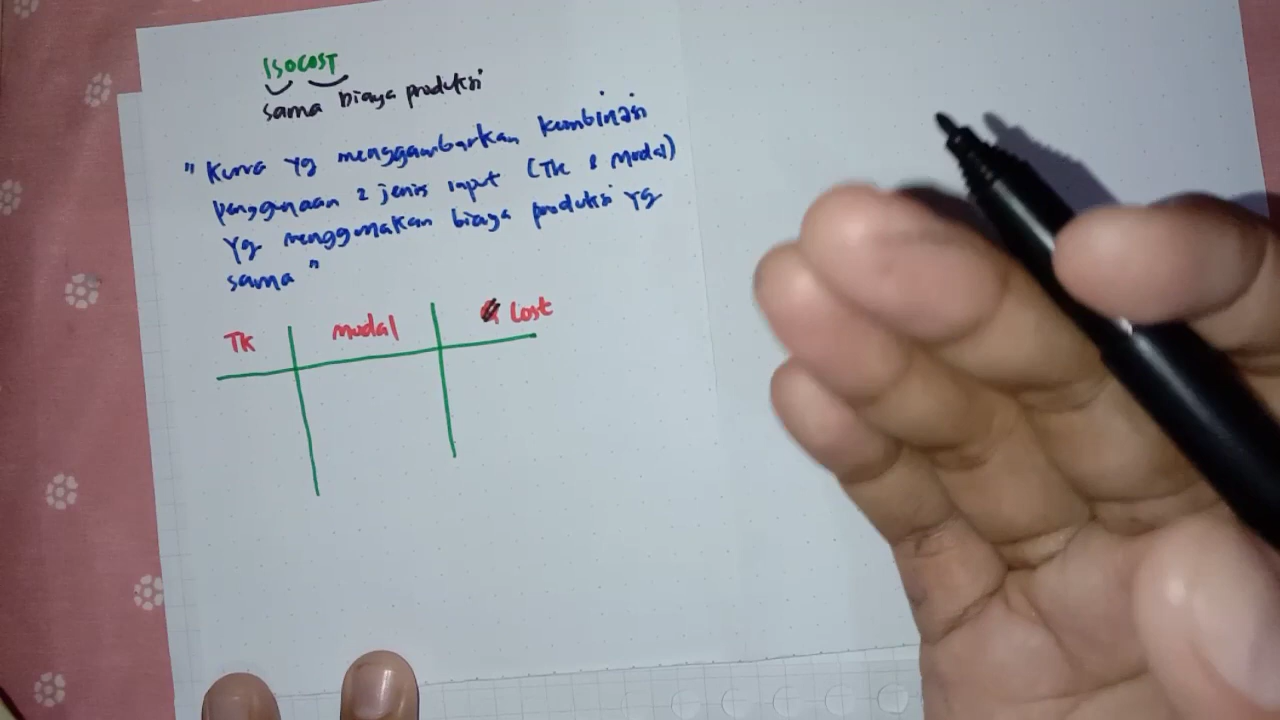 Isocost
sama biaya produksi
" Kurva yg menggambarkan kombinasi
penggunaan 2 jenis input (Tk & Modal)
yg menggunakan biaya produksi yg
sama "
Tk modal Cost